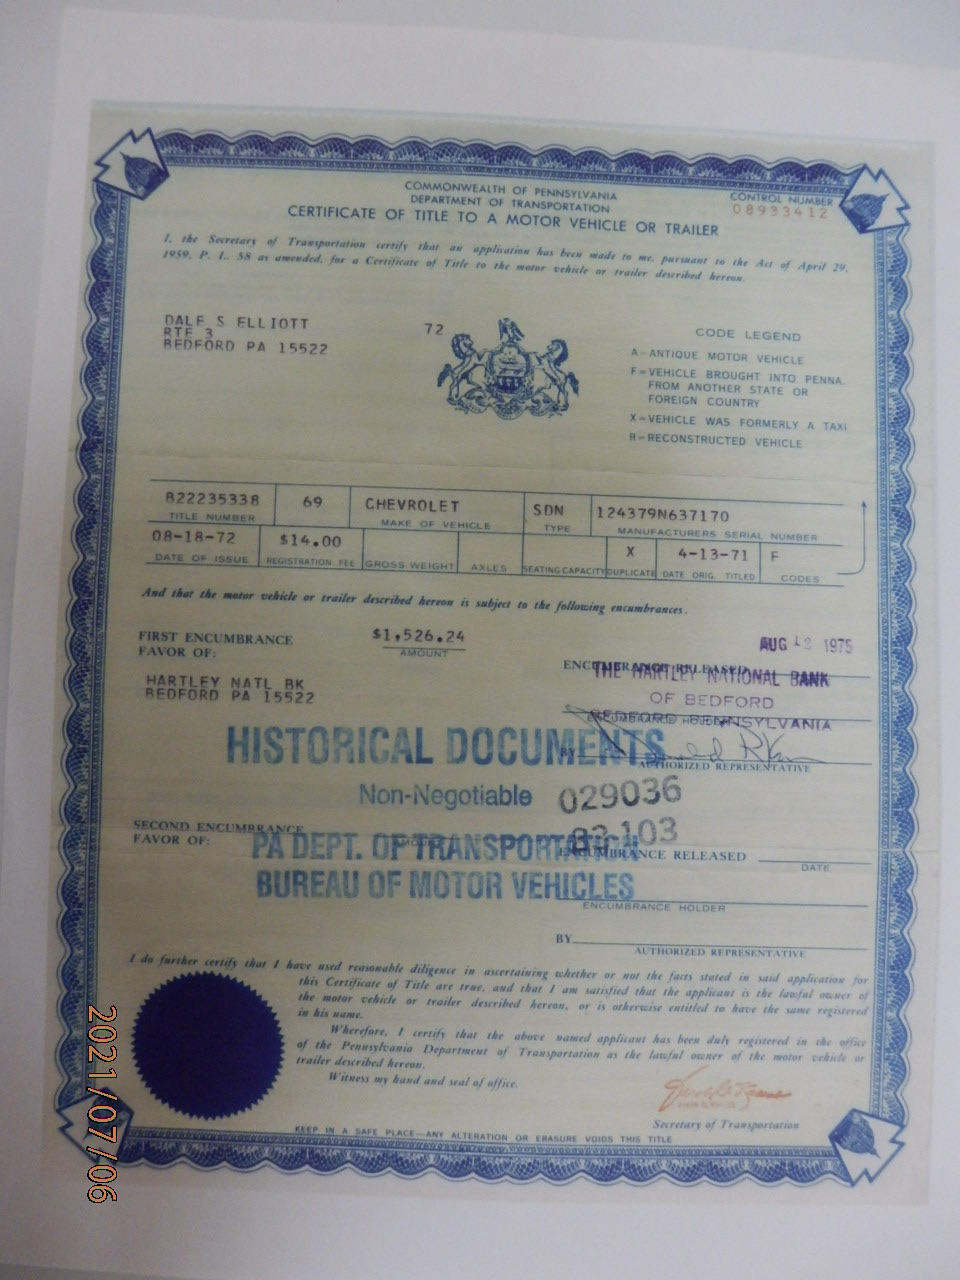 COMMONWEALTH OF PENNSYLVANIA
DEPARTMENT OF TRANSPORTATION
CERTIFICATE OF TITLE TO A MOTOR VEHICLE OR TRAILER
CONTROL NUMBER
08933412
I, the Secretary of Transportation certify that an application has been made to me, pursuant to the Act of April 29,
1959, P. L. 58 as amended, for a Certificate of Title to the motor vehicle or trailer described hereon.
DALE S ELLIOTT
RTE 3
BEDFORD PA 15522
72
CODE LEGEND
A=ANTIQUE MOTOR VEHICLE
F=VEHICLE BROUGHT INTO PENNA.
FROM ANOTHER STATE OR
FOREIGN COUNTRY
X=VEHICLE WAS FORMERLY A TAXI
R=RECONSTRUCTED VEHICLE
B22235338 69 CHEVROLET SDN 124379N637170
TITLE NUMBER MAKE OF VEHICLE TYPE MANUFACTURERS SERIAL NUMBER
08-18-72 $14.00 X 4-13-71 F
DATE OF ISSUE REGISTRATION FEE GROSS WEIGHT AXLES SEATING CAPACITY DUPLICATE DATE ORIG. TITLED CODES
And that the motor vehicle or trailer described hereon is subject to the following encumbrances.
FIRST ENCUMBRANCE
FAVOR OF:
$1,526.24
AMOUNT
AUG 1 1975
ENCUMBRANCE RELEASED
THE HARTLEY NATIONAL BANK
OF BEDFORD
BEDFORD, PENNSYLVANIA
ENCUMBRANCE HOLDER
HARTLEY NATL BK
BEDFORD PA 15522
BY
AUTHORIZED REPRESENTATIVE
HISTORICAL DOCUMENTS
Non-Negotiable 029036
83-103
SECOND ENCUMBRANCE
FAVOR OF:
AMOUNT
PA DEPT. OF TRANSPORTATION
BUREAU OF MOTOR VEHICLES
ENCUMBRANCE RELEASED
DATE
ENCUMBRANCE HOLDER
BY
AUTHORIZED REPRESENTATIVE
I do further certify that I have used reasonable diligence in ascertaining whether or not the facts stated in said application for
this Certificate of Title are true, and that I am satisfied that the applicant is the lawful owner of
the motor vehicle or trailer described hereon, or is otherwise entitled to have the same registered
in his name.
Wherefore, I certify that the above named applicant has been duly registered in the office
of the Pennsylvania Department of Transportation as the lawful owner of the motor vehicle or
trailer described hereon.
Witness my hand and seal of office.
Secretary of Transportation
KEEP IN A SAFE PLACE—ANY ALTERATION OR ERASURE VOIDS THIS TITLE
2021/07/06